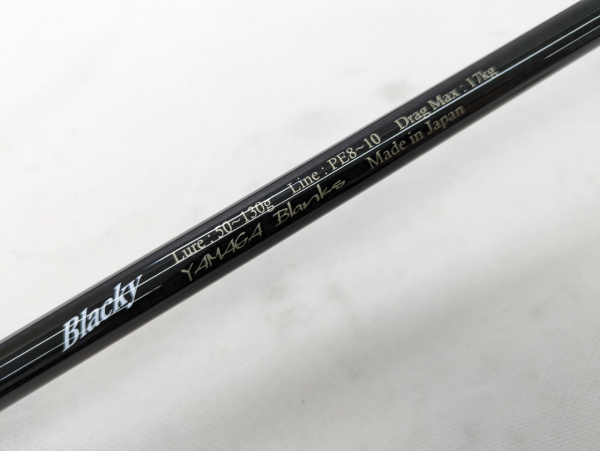 Blacky
Lure : 50~130g Line : PE8~10 Drag Max : 17kg
YAMAGA Blanks Made in Japan